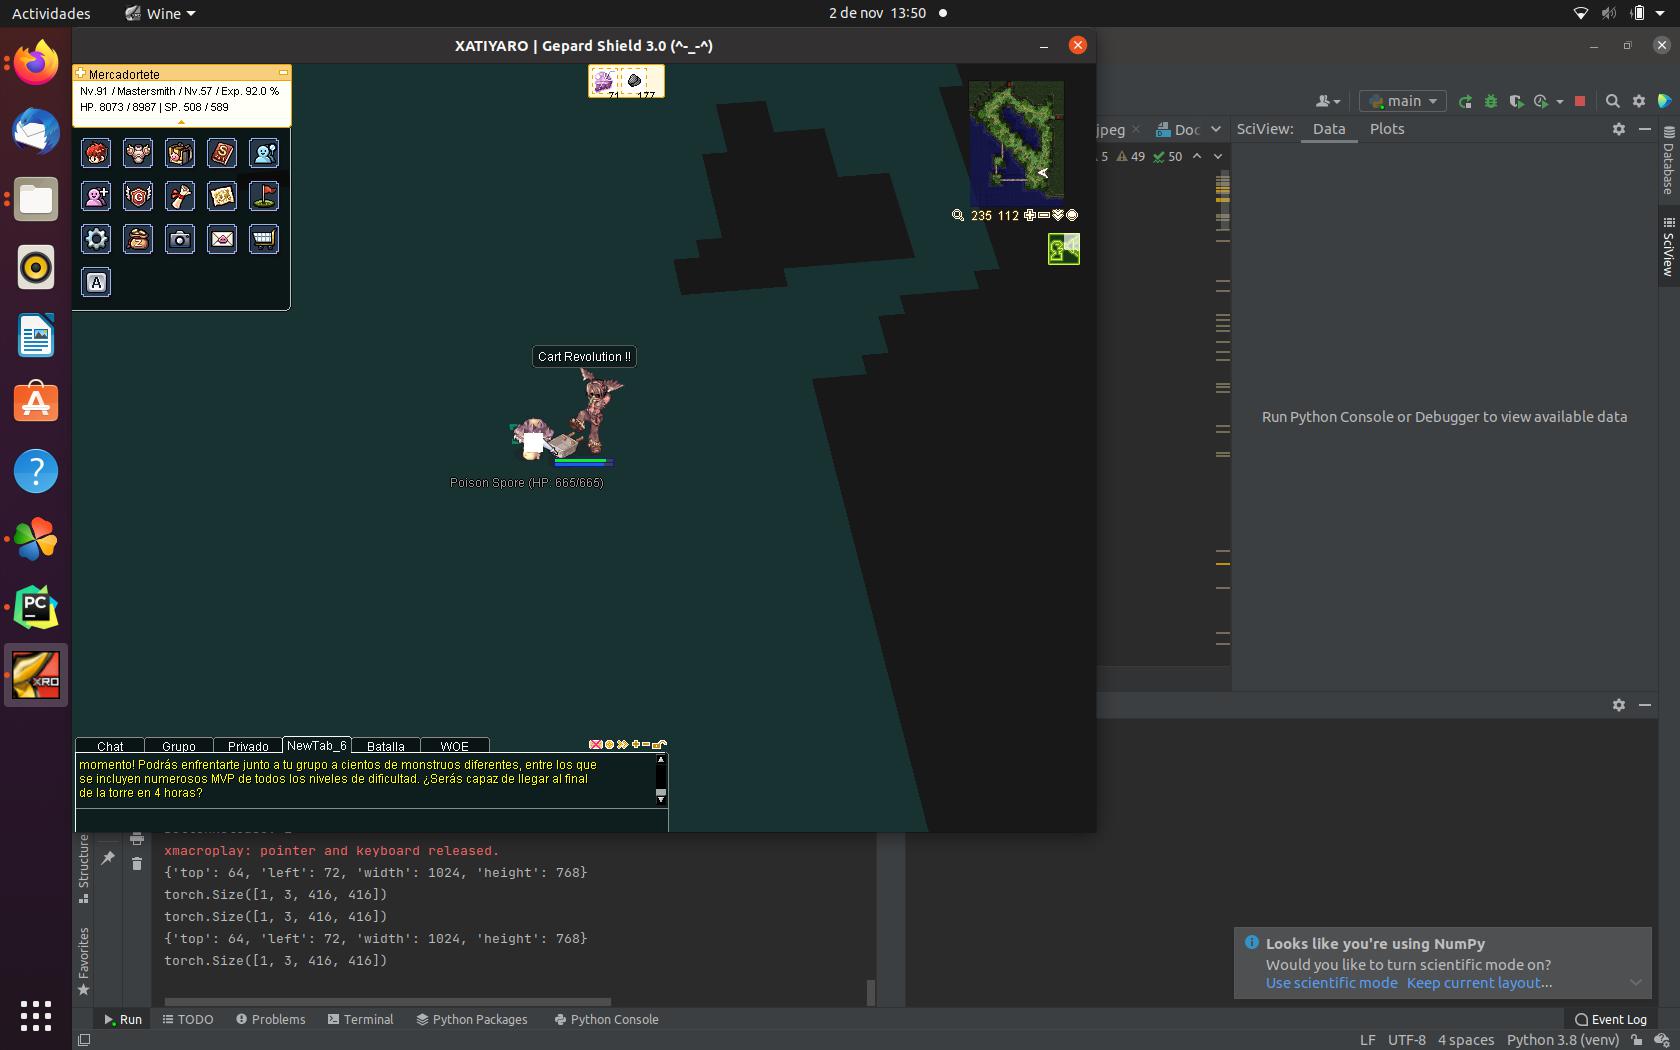 Actividades
Wine
2 de nov 13:50
XATIYARO | Gepard Shield 3.0 (^-_-^)
Mercadortete
Nv.91 / Mastersmith / Nv.57 / Exp. 92.0 %
HP. 8073 / 8987 | SP. 508 / 589
71
177
235 112
A
Cart Revolution !!
Poison Spore (HP: 665/665)
Chat
Grupo
Privado
NewTab_6
Batalla
WOE
momento! Podrás enfrentarte junto a tu grupo a cientos de monstruos diferentes, entre los que
se incluyen numerosos MVP de todos los niveles de dificultad. ¿Serás capaz de llegar al final
de la torre en 4 horas?
main
jpeg
Doc
SciView:
Data
Plots
5
49
50
Database
SciView
Run Python Console or Debugger to view available data
PC
XRO
Structure
Favorites
xmacroplay: pointer and keyboard released.
{'top': 64, 'left': 72, 'width': 1024, 'height': 768}
torch.Size([1, 3, 416, 416])
torch.Size([1, 3, 416, 416])
{'top': 64, 'left': 72, 'width': 1024, 'height': 768}
torch.Size([1, 3, 416, 416])
Looks like you're using NumPy
Would you like to turn scientific mode on?
Use scientific mode Keep current layout...
Run
TODO
Problems
Terminal
Python Packages
Python Console
Event Log
LF UTF-8 4 spaces Python 3.8 (venv)